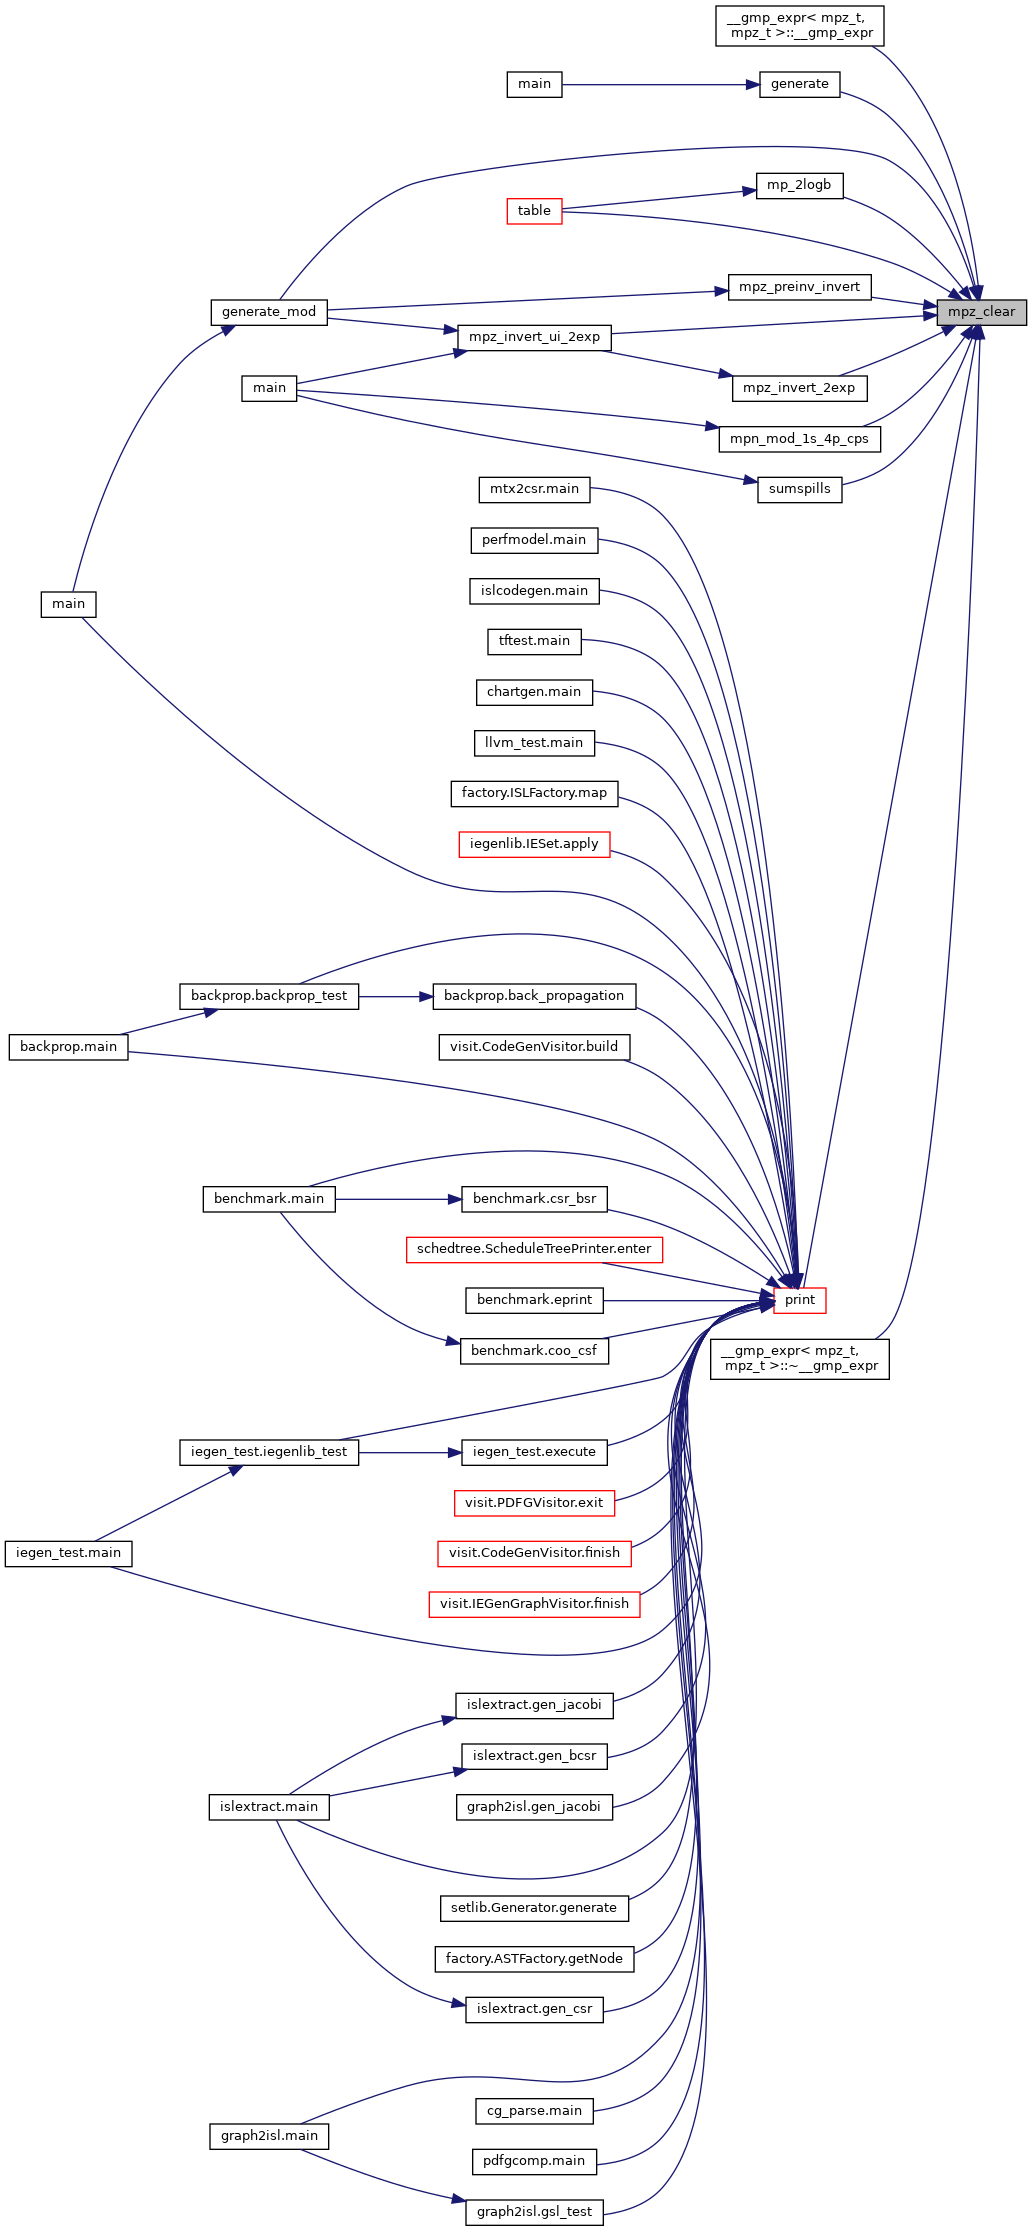 __gmp_expr< mpz_t,
mpz_t >::__gmp_expr
main
generate
mp_2logb
table
mpz_preinv_invert
generate_mod
mpz_clear
mpz_invert_ui_2exp
main
mpz_invert_2exp
mpn_mod_1s_4p_cps
sumspills
mtx2csr.main
perfmodel.main
islcodegen.main
main
tftest.main
chartgen.main
llvm_test.main
factory.ISLFactory.map
iegenlib.IESet.apply
backprop.backprop_test
backprop.back_propagation
backprop.main
visit.CodeGenVisitor.build
benchmark.main
benchmark.csr_bsr
schedtree.ScheduleTreePrinter.enter
benchmark.eprint
print
benchmark.coo_csf
__gmp_expr< mpz_t,
mpz_t >::~__gmp_expr
iegen_test.iegenlib_test
iegen_test.execute
visit.PDFGVisitor.exit
iegen_test.main
visit.CodeGenVisitor.finish
visit.IEGenGraphVisitor.finish
islextract.gen_jacobi
islextract.gen_bcsr
islextract.main
graph2isl.gen_jacobi
setlib.Generator.generate
factory.ASTFactory.getNode
islextract.gen_csr
cg_parse.main
graph2isl.main
pdfgcomp.main
graph2isl.gsl_test